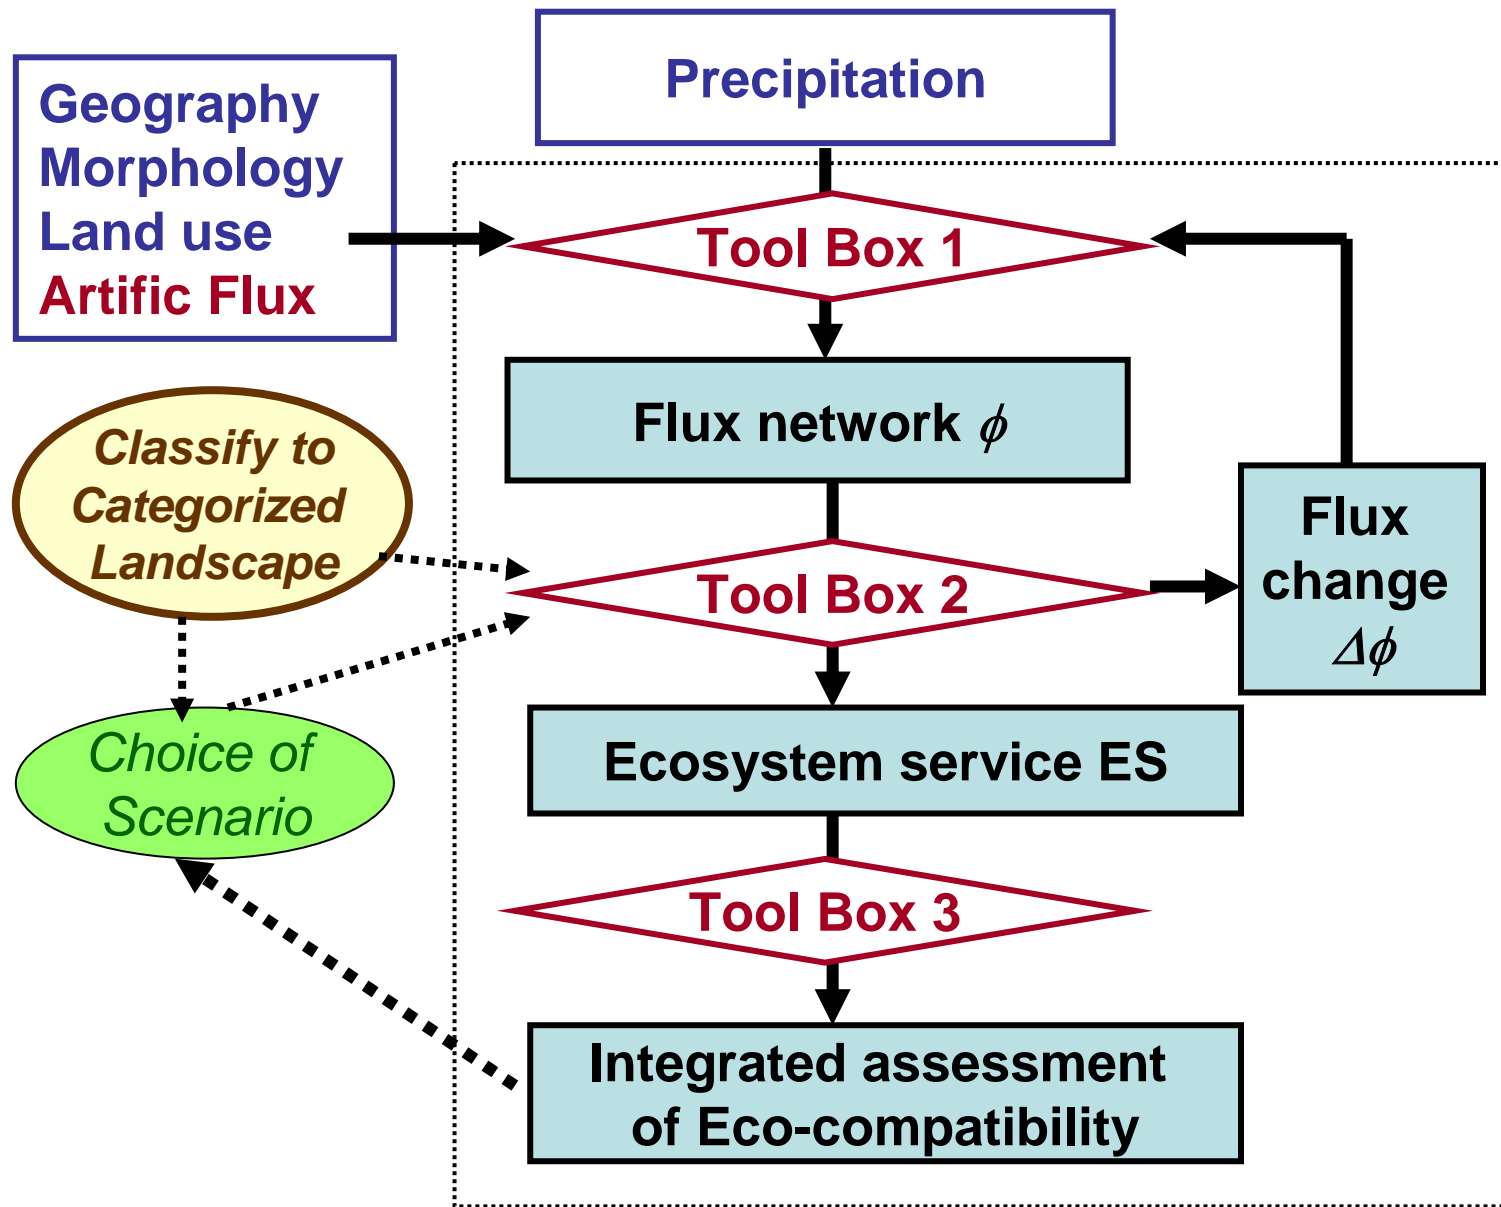 Precipitation
Geography
Morphology
Land use
Artific Flux
Tool Box 1
Flux network ϕ
Classify to
Categorized
Landscape
Flux
change
Δϕ
Tool Box 2
Choice of
Scenario
Ecosystem service ES
Tool Box 3
Integrated assessment
of Eco-compatibility